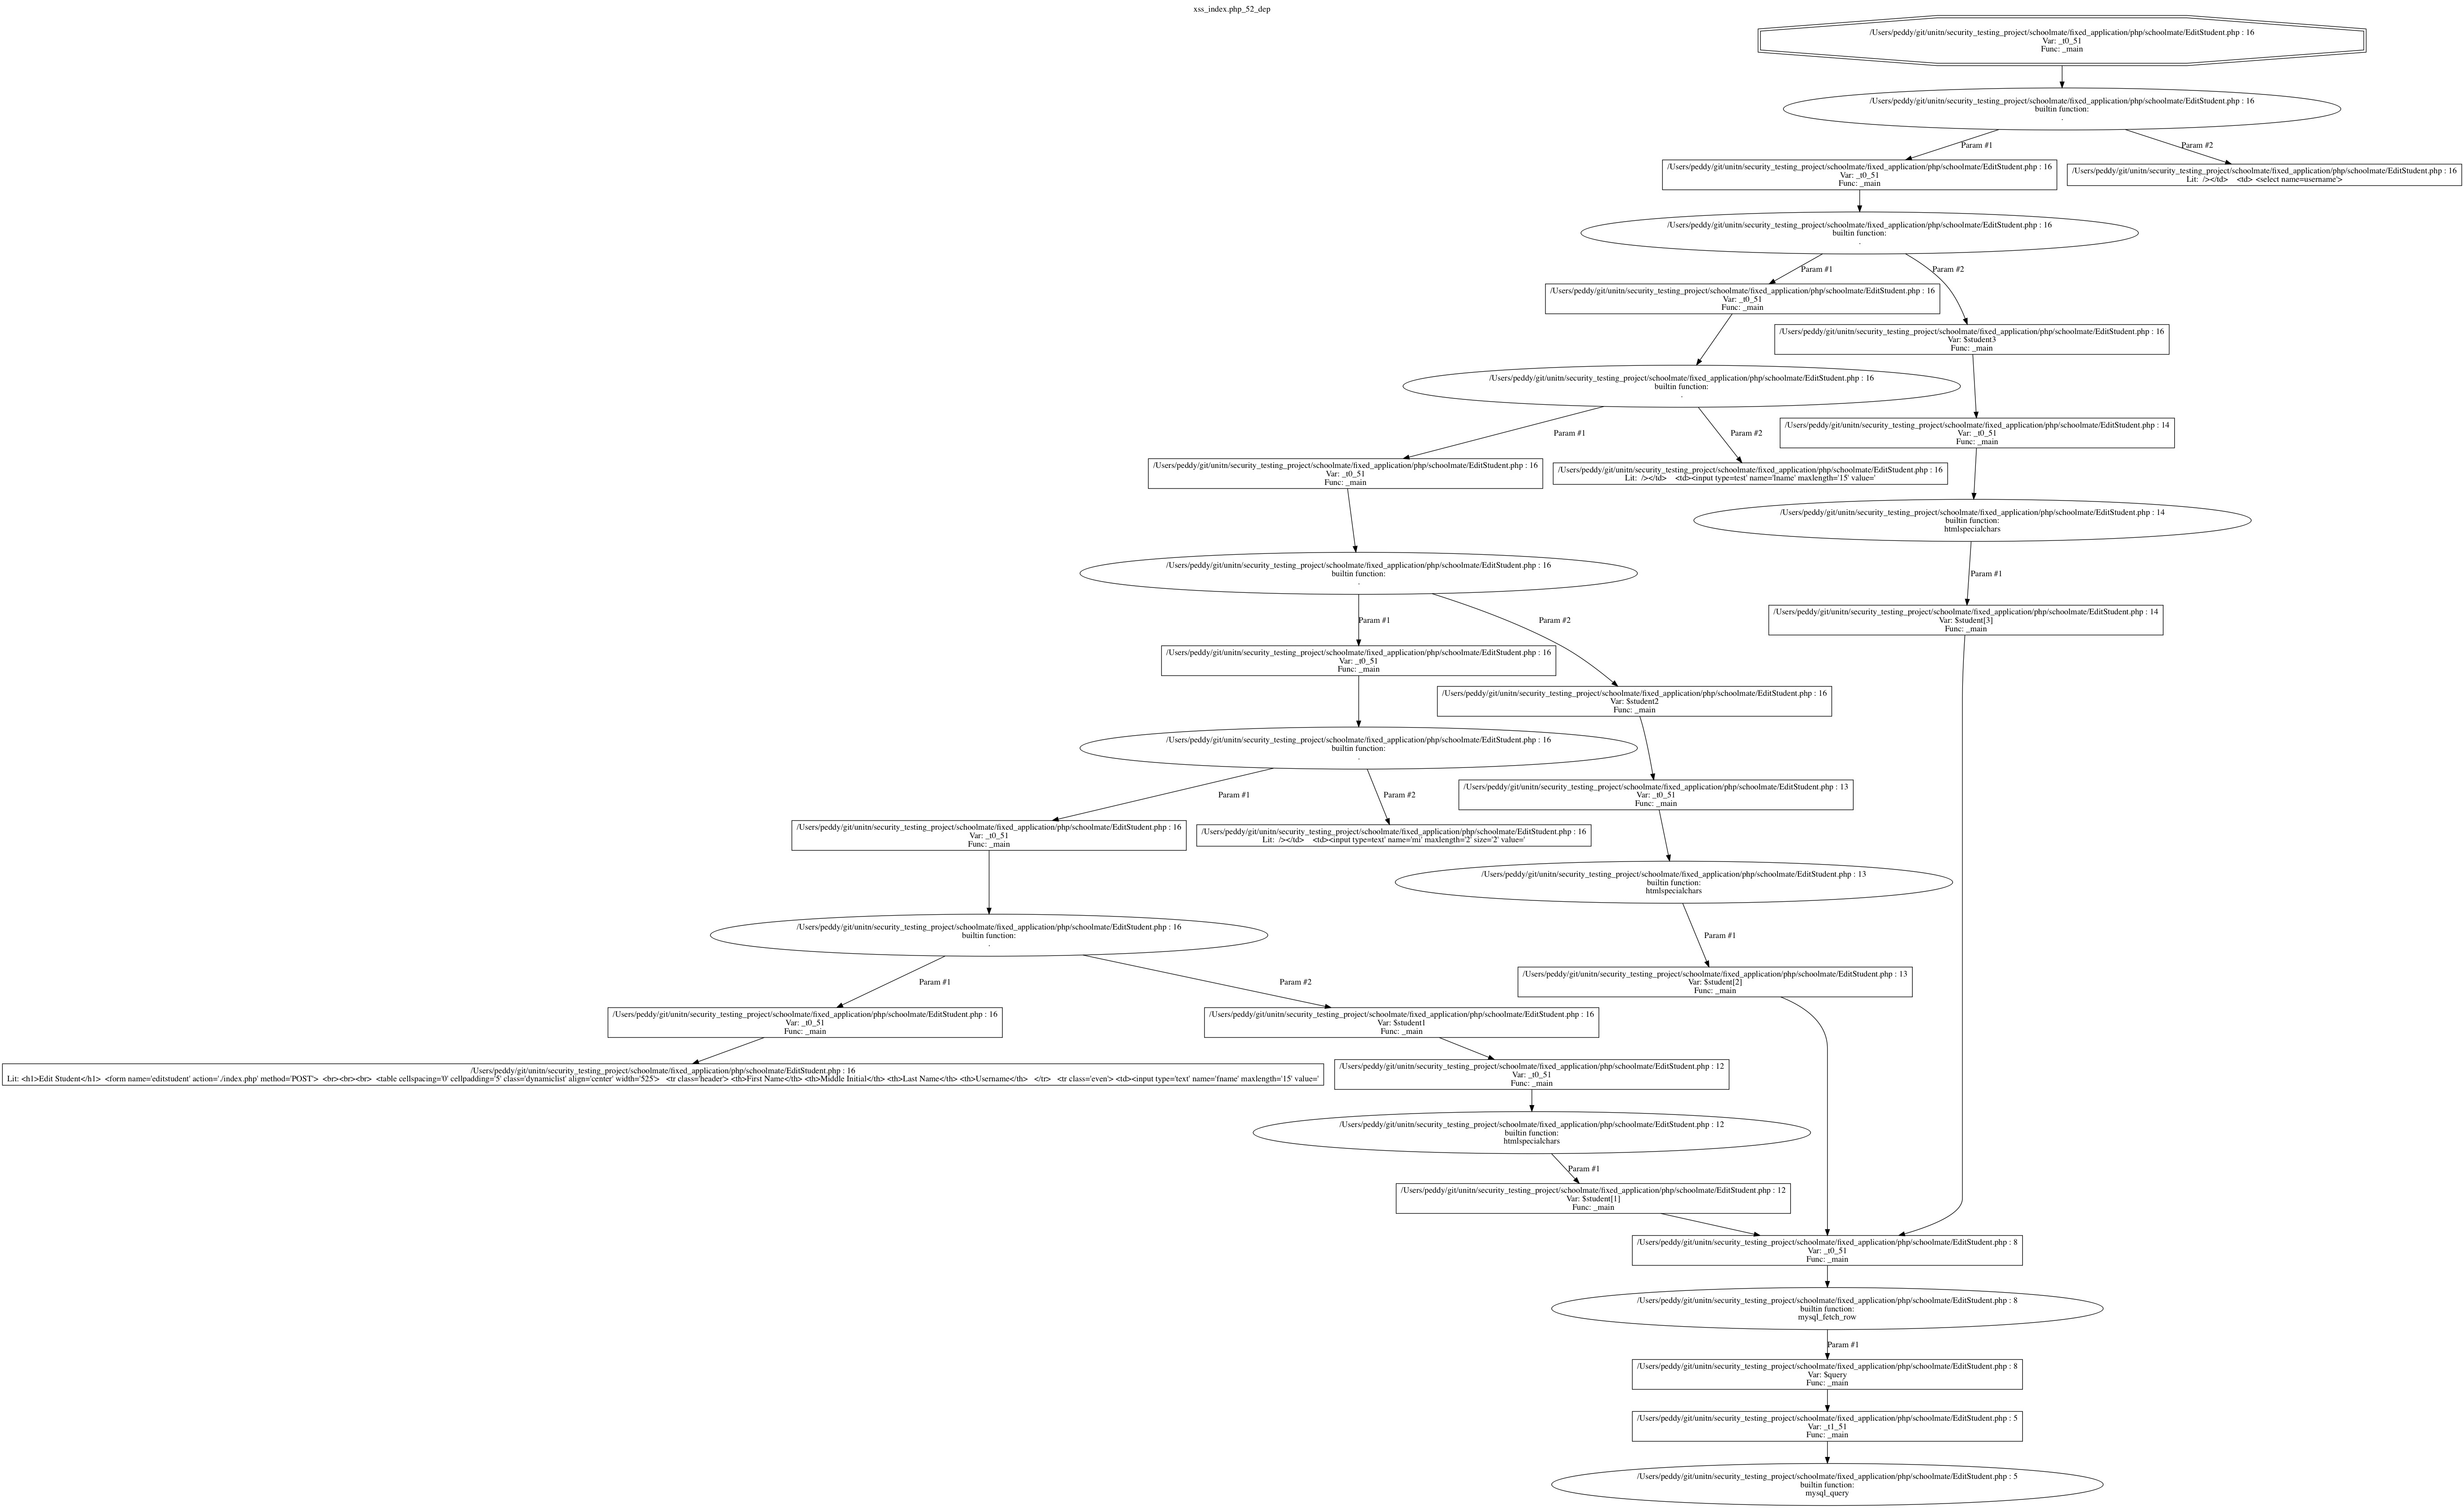 xss_index.php_52_dep
/Users/peddy/git/unitn/security_testing_project/schoolmate/fixed_application/php/schoolmate/EditStudent.php : 16
Var: _t0_51
Func: _main
/Users/peddy/git/unitn/security_testing_project/schoolmate/fixed_application/php/schoolmate/EditStudent.php : 16
builtin function:
.
Param #1
Param #2
/Users/peddy/git/unitn/security_testing_project/schoolmate/fixed_application/php/schoolmate/EditStudent.php : 16
Var: _t0_51
Func: _main
/Users/peddy/git/unitn/security_testing_project/schoolmate/fixed_application/php/schoolmate/EditStudent.php : 16
Lit:  /></td>    <td> <select name=username'>
/Users/peddy/git/unitn/security_testing_project/schoolmate/fixed_application/php/schoolmate/EditStudent.php : 16
builtin function:
.
Param #1
Param #2
/Users/peddy/git/unitn/security_testing_project/schoolmate/fixed_application/php/schoolmate/EditStudent.php : 16
Var: _t0_51
Func: _main
/Users/peddy/git/unitn/security_testing_project/schoolmate/fixed_application/php/schoolmate/EditStudent.php : 16
Var: $student3
Func: _main
/Users/peddy/git/unitn/security_testing_project/schoolmate/fixed_application/php/schoolmate/EditStudent.php : 16
builtin function:
.
Param #1
Param #2
/Users/peddy/git/unitn/security_testing_project/schoolmate/fixed_application/php/schoolmate/EditStudent.php : 14
Var: _t0_51
Func: _main
/Users/peddy/git/unitn/security_testing_project/schoolmate/fixed_application/php/schoolmate/EditStudent.php : 16
Var: _t0_51
Func: _main
/Users/peddy/git/unitn/security_testing_project/schoolmate/fixed_application/php/schoolmate/EditStudent.php : 16
Lit:  /></td>    <td><input type=test' name='lname' maxlength='15' value='
/Users/peddy/git/unitn/security_testing_project/schoolmate/fixed_application/php/schoolmate/EditStudent.php : 14
builtin function:
htmlspecialchars
/Users/peddy/git/unitn/security_testing_project/schoolmate/fixed_application/php/schoolmate/EditStudent.php : 16
builtin function:
.
Param #1
/Users/peddy/git/unitn/security_testing_project/schoolmate/fixed_application/php/schoolmate/EditStudent.php : 14
Var: $student[3]
Func: _main
Param #1
Param #2
/Users/peddy/git/unitn/security_testing_project/schoolmate/fixed_application/php/schoolmate/EditStudent.php : 16
Var: _t0_51
Func: _main
/Users/peddy/git/unitn/security_testing_project/schoolmate/fixed_application/php/schoolmate/EditStudent.php : 16
Var: $student2
Func: _main
/Users/peddy/git/unitn/security_testing_project/schoolmate/fixed_application/php/schoolmate/EditStudent.php : 16
builtin function:
.
Param #1
Param #2
/Users/peddy/git/unitn/security_testing_project/schoolmate/fixed_application/php/schoolmate/EditStudent.php : 13
Var: _t0_51
Func: _main
/Users/peddy/git/unitn/security_testing_project/schoolmate/fixed_application/php/schoolmate/EditStudent.php : 16
Var: _t0_51
Func: _main
/Users/peddy/git/unitn/security_testing_project/schoolmate/fixed_application/php/schoolmate/EditStudent.php : 16
Lit:  /></td>    <td><input type=text' name='mi' maxlength='2' size='2' value='
/Users/peddy/git/unitn/security_testing_project/schoolmate/fixed_application/php/schoolmate/EditStudent.php : 13
builtin function:
htmlspecialchars
/Users/peddy/git/unitn/security_testing_project/schoolmate/fixed_application/php/schoolmate/EditStudent.php : 16
builtin function:
.
Param #1
/Users/peddy/git/unitn/security_testing_project/schoolmate/fixed_application/php/schoolmate/EditStudent.php : 13
Var: $student[2]
Func: _main
Param #1
Param #2
/Users/peddy/git/unitn/security_testing_project/schoolmate/fixed_application/php/schoolmate/EditStudent.php : 16
Var: _t0_51
Func: _main
/Users/peddy/git/unitn/security_testing_project/schoolmate/fixed_application/php/schoolmate/EditStudent.php : 16
Var: $student1
Func: _main
/Users/peddy/git/unitn/security_testing_project/schoolmate/fixed_application/php/schoolmate/EditStudent.php : 16
Lit: <h1>Edit Student</h1>  <form name='editstudent' action='./index.php' method='POST'>  <br><br><br>  <table cellspacing='0' cellpadding='5' class='dynamiclist' align='center' width='525'>   <tr class='header'> <th>First Name</th> <th>Middle Initial</th> <th>Last Name</th> <th>Username</th>   </tr>   <tr class='even'> <td><input type='text' name='fname' maxlength='15' value='
/Users/peddy/git/unitn/security_testing_project/schoolmate/fixed_application/php/schoolmate/EditStudent.php : 12
Var: _t0_51
Func: _main
/Users/peddy/git/unitn/security_testing_project/schoolmate/fixed_application/php/schoolmate/EditStudent.php : 12
builtin function:
htmlspecialchars
Param #1
/Users/peddy/git/unitn/security_testing_project/schoolmate/fixed_application/php/schoolmate/EditStudent.php : 12
Var: $student[1]
Func: _main
/Users/peddy/git/unitn/security_testing_project/schoolmate/fixed_application/php/schoolmate/EditStudent.php : 8
Var: _t0_51
Func: _main
/Users/peddy/git/unitn/security_testing_project/schoolmate/fixed_application/php/schoolmate/EditStudent.php : 8
builtin function:
mysql_fetch_row
Param #1
/Users/peddy/git/unitn/security_testing_project/schoolmate/fixed_application/php/schoolmate/EditStudent.php : 8
Var: $query
Func: _main
/Users/peddy/git/unitn/security_testing_project/schoolmate/fixed_application/php/schoolmate/EditStudent.php : 5
Var: _t1_51
Func: _main
/Users/peddy/git/unitn/security_testing_project/schoolmate/fixed_application/php/schoolmate/EditStudent.php : 5
builtin function:
mysql_query